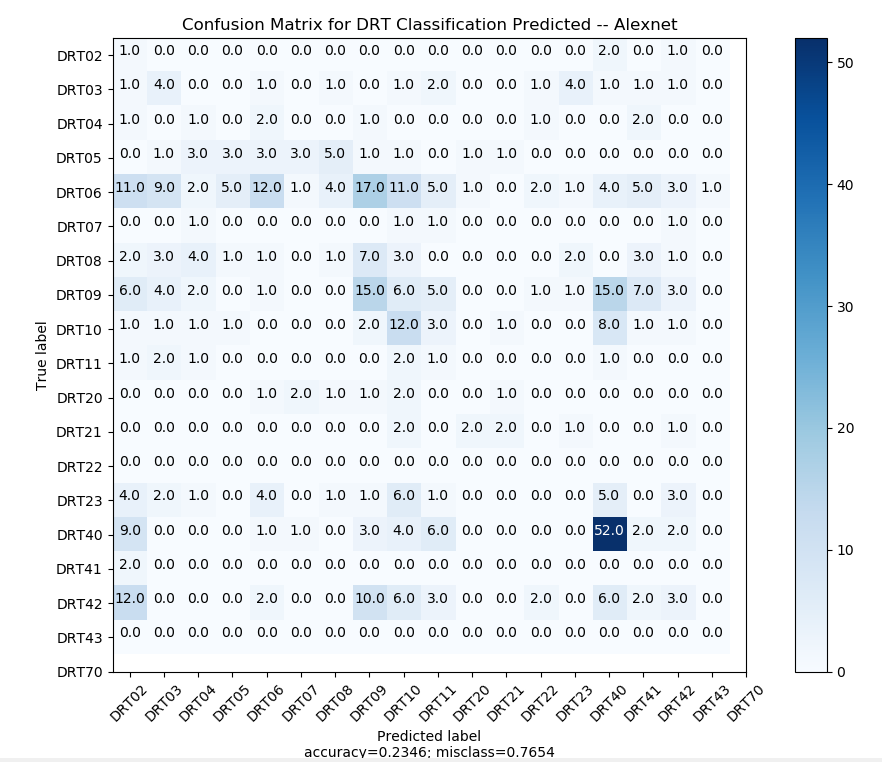 Confusion Matrix for DRT Classification Predicted -- Alexnet
DRT02 1.0 0.0 0.0 0.0 0.0 0.0 0.0 0.0 0.0 0.0 0.0 0.0 0.0 0.0 2.0 0.0 1.0 0.0
DRT03 1.0 4.0 0.0 0.0 1.0 0.0 1.0 0.0 1.0 2.0 0.0 0.0 1.0 4.0 1.0 1.0 1.0 0.0
DRT04 1.0 0.0 1.0 0.0 2.0 0.0 0.0 1.0 0.0 0.0 0.0 0.0 1.0 0.0 0.0 2.0 0.0 0.0
DRT05 0.0 1.0 3.0 3.0 3.0 3.0 5.0 1.0 1.0 0.0 1.0 1.0 0.0 0.0 0.0 0.0 0.0 0.0
DRT06 11.0 9.0 2.0 5.0 12.0 1.0 4.0 17.0 11.0 5.0 1.0 0.0 2.0 1.0 4.0 5.0 3.0 1.0
DRT07 0.0 0.0 1.0 0.0 0.0 0.0 0.0 0.0 1.0 1.0 0.0 0.0 0.0 0.0 0.0 0.0 1.0 0.0
DRT08 2.0 3.0 4.0 1.0 1.0 0.0 1.0 7.0 3.0 0.0 0.0 0.0 0.0 2.0 0.0 3.0 1.0 0.0
DRT09 6.0 4.0 2.0 0.0 1.0 0.0 0.0 15.0 6.0 5.0 0.0 0.0 1.0 1.0 15.0 7.0 3.0 0.0
DRT10 1.0 1.0 1.0 1.0 0.0 0.0 0.0 2.0 12.0 3.0 0.0 1.0 0.0 0.0 8.0 1.0 1.0 0.0
DRT11 1.0 2.0 1.0 0.0 0.0 0.0 0.0 0.0 2.0 1.0 0.0 0.0 0.0 0.0 1.0 0.0 0.0 0.0
DRT20 0.0 0.0 0.0 0.0 1.0 2.0 1.0 1.0 2.0 0.0 0.0 1.0 0.0 0.0 0.0 0.0 0.0 0.0
DRT21 0.0 0.0 0.0 0.0 0.0 0.0 0.0 0.0 2.0 0.0 2.0 2.0 0.0 1.0 0.0 0.0 1.0 0.0
DRT22 0.0 0.0 0.0 0.0 0.0 0.0 0.0 0.0 0.0 0.0 0.0 0.0 0.0 0.0 0.0 0.0 0.0 0.0
DRT23 4.0 2.0 1.0 0.0 4.0 0.0 1.0 1.0 6.0 1.0 0.0 0.0 0.0 0.0 5.0 0.0 3.0 0.0
DRT40 9.0 0.0 0.0 0.0 1.0 1.0 0.0 3.0 4.0 6.0 0.0 0.0 0.0 0.0 52.0 2.0 2.0 0.0
DRT41 2.0 0.0 0.0 0.0 0.0 0.0 0.0 0.0 0.0 0.0 0.0 0.0 0.0 0.0 0.0 0.0 0.0 0.0
DRT42 12.0 0.0 0.0 0.0 2.0 0.0 0.0 10.0 6.0 3.0 0.0 0.0 2.0 0.0 6.0 2.0 3.0 0.0
DRT43 0.0 0.0 0.0 0.0 0.0 0.0 0.0 0.0 0.0 0.0 0.0 0.0 0.0 0.0 0.0 0.0 0.0 0.0
DRT70
True label
DRT02 DRT03 DRT04 DRT05 DRT06 DRT07 DRT08 DRT09 DRT10 DRT11 DRT20 DRT21 DRT22 DRT23 DRT40 DRT41 DRT42 DRT43 DRT70
Predicted label
accuracy=0.2346; misclass=0.7654
50
40
30
20
10
0